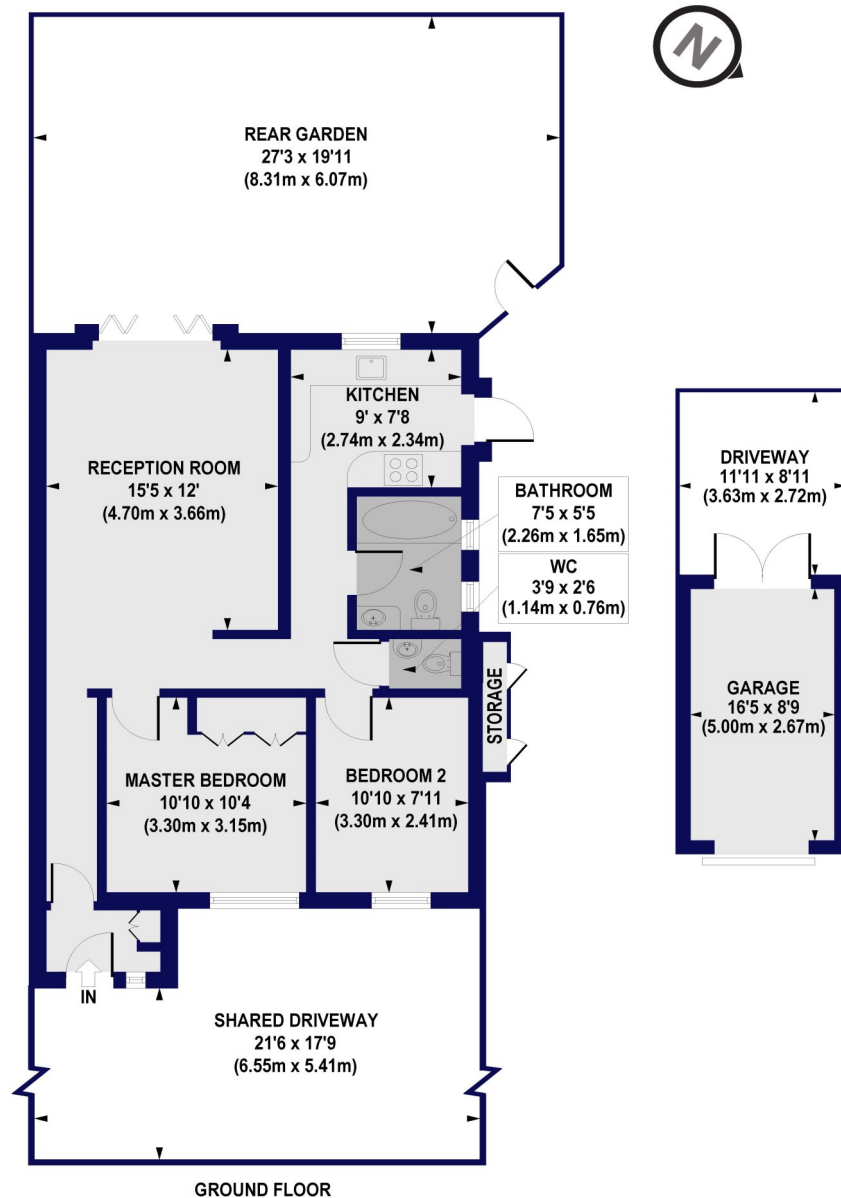 N
REAR GARDEN
27'3 x 19'11
(8.31m x 6.07m)
KITCHEN
9' x 7'8
(2.74m x 2.34m)
RECEPTION ROOM
15'5 x 12'
(4.70m x 3.66m)
BATHROOM
7'5 x 5'5
(2.26m x 1.65m)
WC
3'9 x 2'6
(1.14m x 0.76m)
DRIVEWAY
11'11 x 8'11
(3.63m x 2.72m)
GARAGE
16'5 x 8'9
(5.00m x 2.67m)
STORAGE
MASTER BEDROOM
10'10 x 10'4
(3.30m x 3.15m)
BEDROOM 2
10'10 x 7'11
(3.30m x 2.41m)
IN
SHARED DRIVEWAY
21'6 x 17'9
(6.55m x 5.41m)
GROUND FLOOR